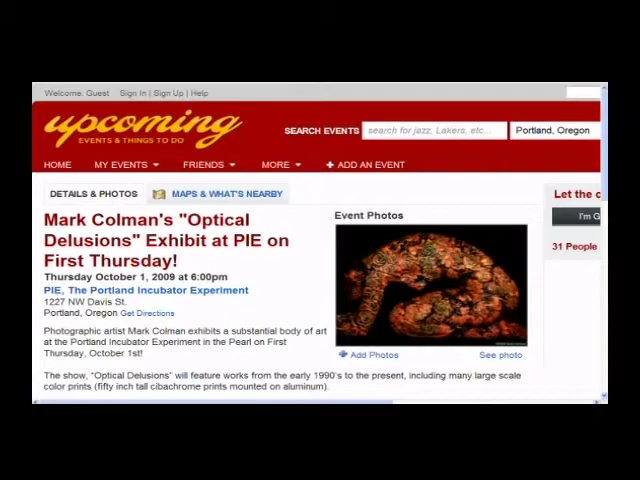 Welcome, Guest Sign In | Sign Up | Help
upcoming
EVENTS & THINGS TO DO
SEARCH EVENTS search for jazz, Lakers, etc... Portland, Oregon
HOME MY EVENTS FRIENDS MORE ADD AN EVENT
DETAILS & PHOTOS MAPS & WHAT'S NEARBY
Let the c
Mark Colman's "Optical
Delusions" Exhibit at PIE on
First Thursday!
Event Photos
I'm G
31 People
Thursday October 1, 2009 at 6:00pm
PIE, The Portland Incubator Experiment
1227 NW Davis St.
Portland, Oregon Get Directions
Photographic artist Mark Colman exhibits a substantial body of art
at the Portland Incubator Experiment in the Pearl on First
Thursday, October 1st!
Add Photos See photo
The show, "Optical Delusions" will feature works from the early 1990's to the present, including many large scale
color prints (fifty inch tall cibachrome prints mounted on aluminum).